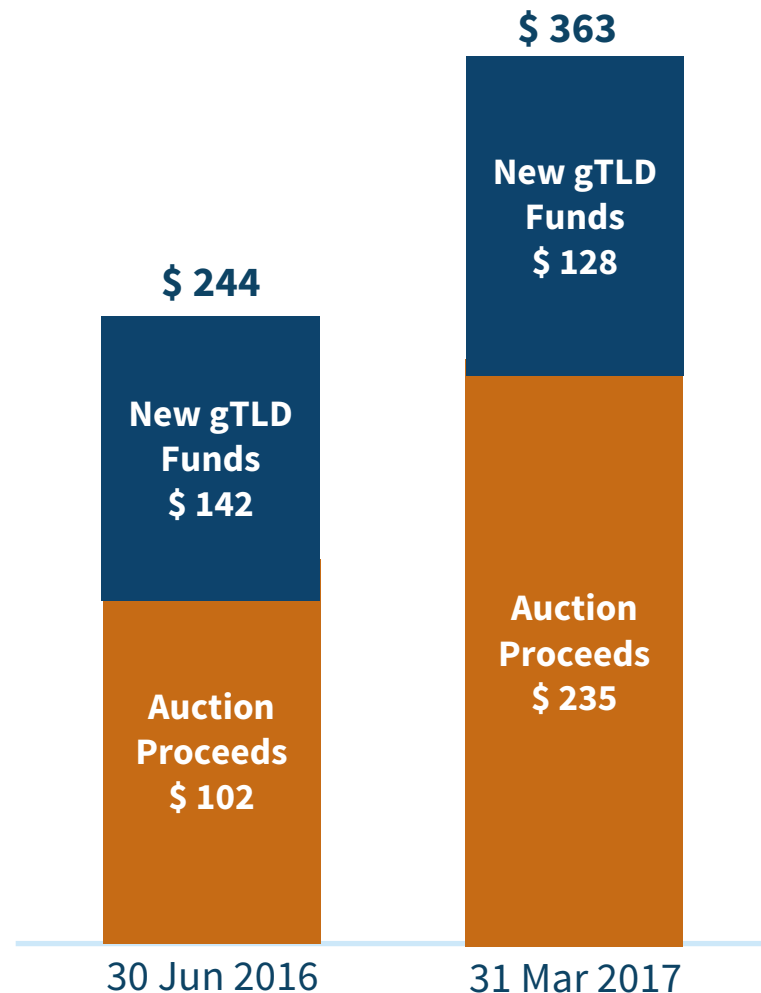 $ 363
New gTLD
Funds
$ 128
$ 244
New gTLD
Funds
$ 142
Auction
Proceeds
$ 235
Auction
Proceeds
$ 102
30 Jun 2016
31 Mar 2017